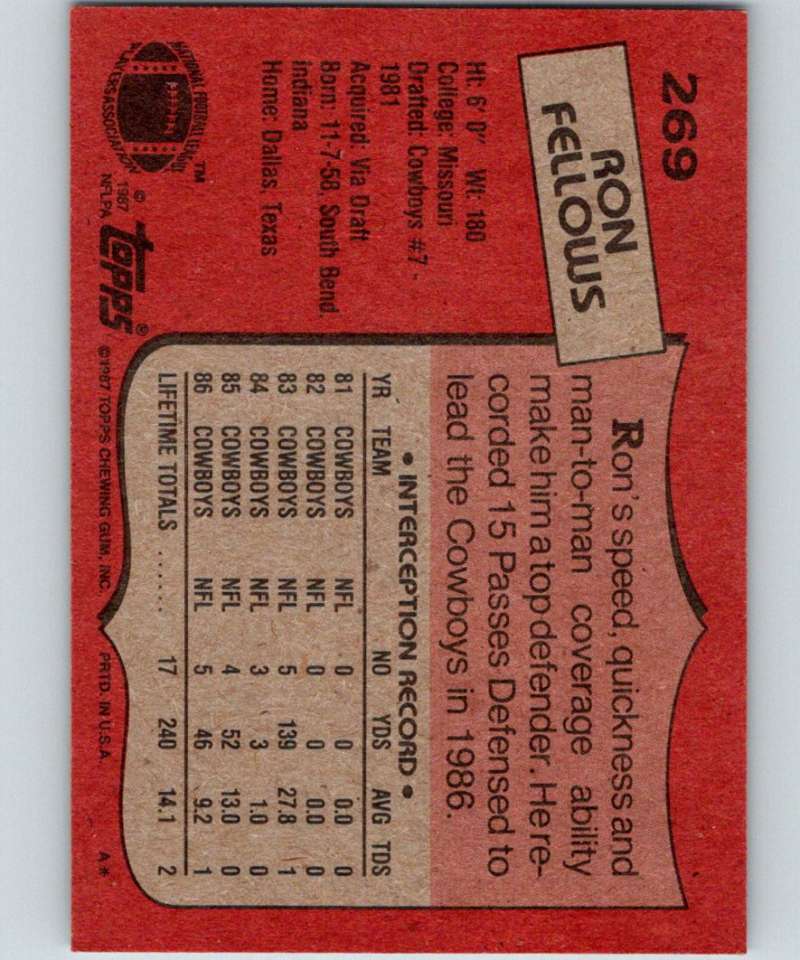 269
RON
FELLOWS
Ht: 6' 0" Wt: 180
College: Missouri
Drafted: Cowboys #7 -
1981
Acquired: Via Draft
Born: 11-7-58, South Bend,
Indiana
Home: Dallas, Texas
NATIONAL FOOTBALL LEAGUE
PLAYERS ASSOCIATION
™
© 1987
NFLPA
topps®
Ron's speed, quickness and
man-to-man coverage ability
make him a top defender. He re-
corded 15 Passes Defensed to
lead the Cowboys in 1986.
• INTERCEPTION RECORD •
YR TEAM NO YDS AVG TDS
81 COWBOYS NFL 0 0 0.0 0
82 COWBOYS NFL 0 0 0.0 0
83 COWBOYS NFL 5 139 27.8 1
84 COWBOYS NFL 3 3 1.0 0
85 COWBOYS NFL 4 52 13.0 0
86 COWBOYS NFL 5 46 9.2 1
LIFETIME TOTALS ...... 17 240 14.1 2
©1987 TOPPS CHEWING GUM, INC. PRTD. IN U.S.A. A*